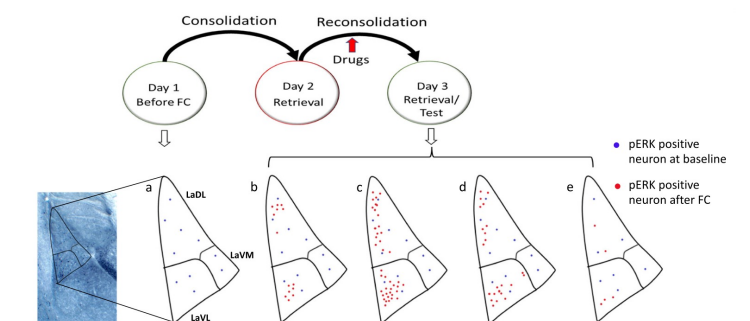 Consolidation
Reconsolidation
Drugs
Day 1
Before FC
Day 2
Retrieval
Day 3
Retrieval/
Test
pERK positive
neuron at baseline
pERK positive
neuron after FC
a
b
c
d
e
LaDL
LaVM
LaVL